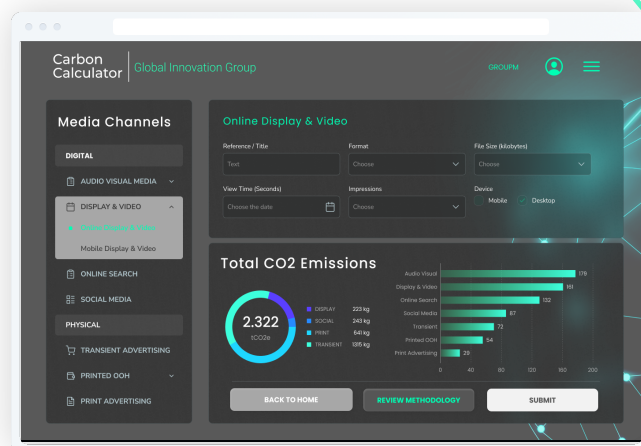 Carbon
Calculator
Global Innovation Group
GROUPM
Media Channels
DIGITAL
AUDIO VISUAL MEDIA
DISPLAY & VIDEO
Mobile Display & Video
ONLINE SEARCH
SOCIAL MEDIA
PHYSICAL
TRANSIENT ADVERTISING
PRINTED OOH
PRINT ADVERTISING
Online Display & Video
Reference / Title
Format
File Size (kilobytes)
Text
Choose
Choose
View Time (Seconds)
Impressions
Device
Choose the date
Choose
Mobile
Desktop
Total CO2 Emissions
2.322
tCO2e
DISPLAY 223 kg
SOCIAL 243 kg
PRINT 641 kg
TRANSIENT 1315 kg
Audio Visual 178
Display & Video 161
Online Search 132
Social Media 87
Transient 72
Printed OOH 54
Print Advertising 29
0 40 80 120 160 200
BACK TO HOME
REVIEW METHODOLOGY
SUBMIT